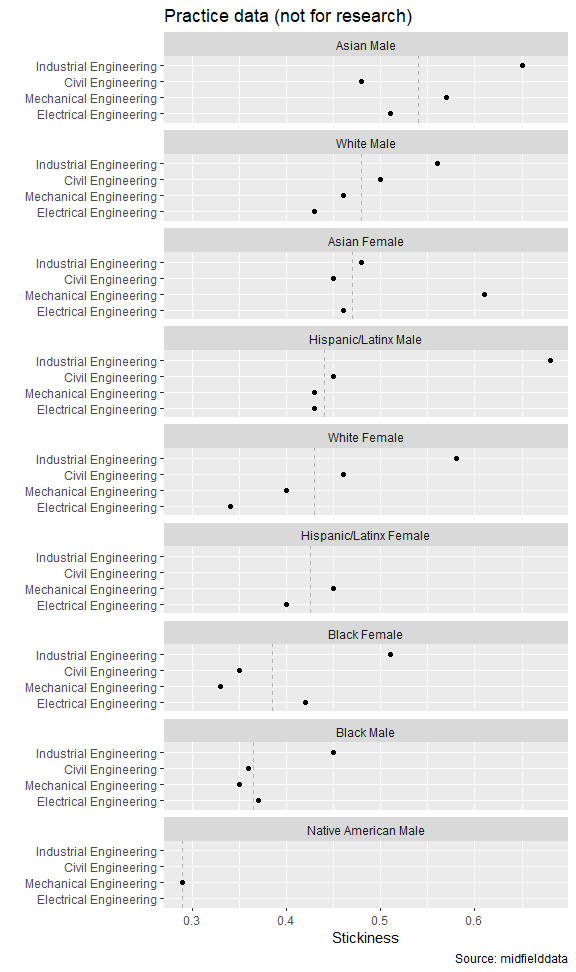 Practice data (not for research)
Asian Male
Industrial Engineering
Civil Engineering
Mechanical Engineering
Electrical Engineering
White Male
Industrial Engineering
Civil Engineering
Mechanical Engineering
Electrical Engineering
Asian Female
Industrial Engineering
Civil Engineering
Mechanical Engineering
Electrical Engineering
Hispanic/Latinx Male
Industrial Engineering
Civil Engineering
Mechanical Engineering
Electrical Engineering
White Female
Industrial Engineering
Civil Engineering
Mechanical Engineering
Electrical Engineering
Hispanic/Latinx Female
Industrial Engineering
Civil Engineering
Mechanical Engineering
Electrical Engineering
Black Female
Industrial Engineering
Civil Engineering
Mechanical Engineering
Electrical Engineering
Black Male
Industrial Engineering
Civil Engineering
Mechanical Engineering
Electrical Engineering
Native American Male
Industrial Engineering
Civil Engineering
Mechanical Engineering
Electrical Engineering
0.3 0.4 0.5 0.6
Stickiness
Source: midfielddata